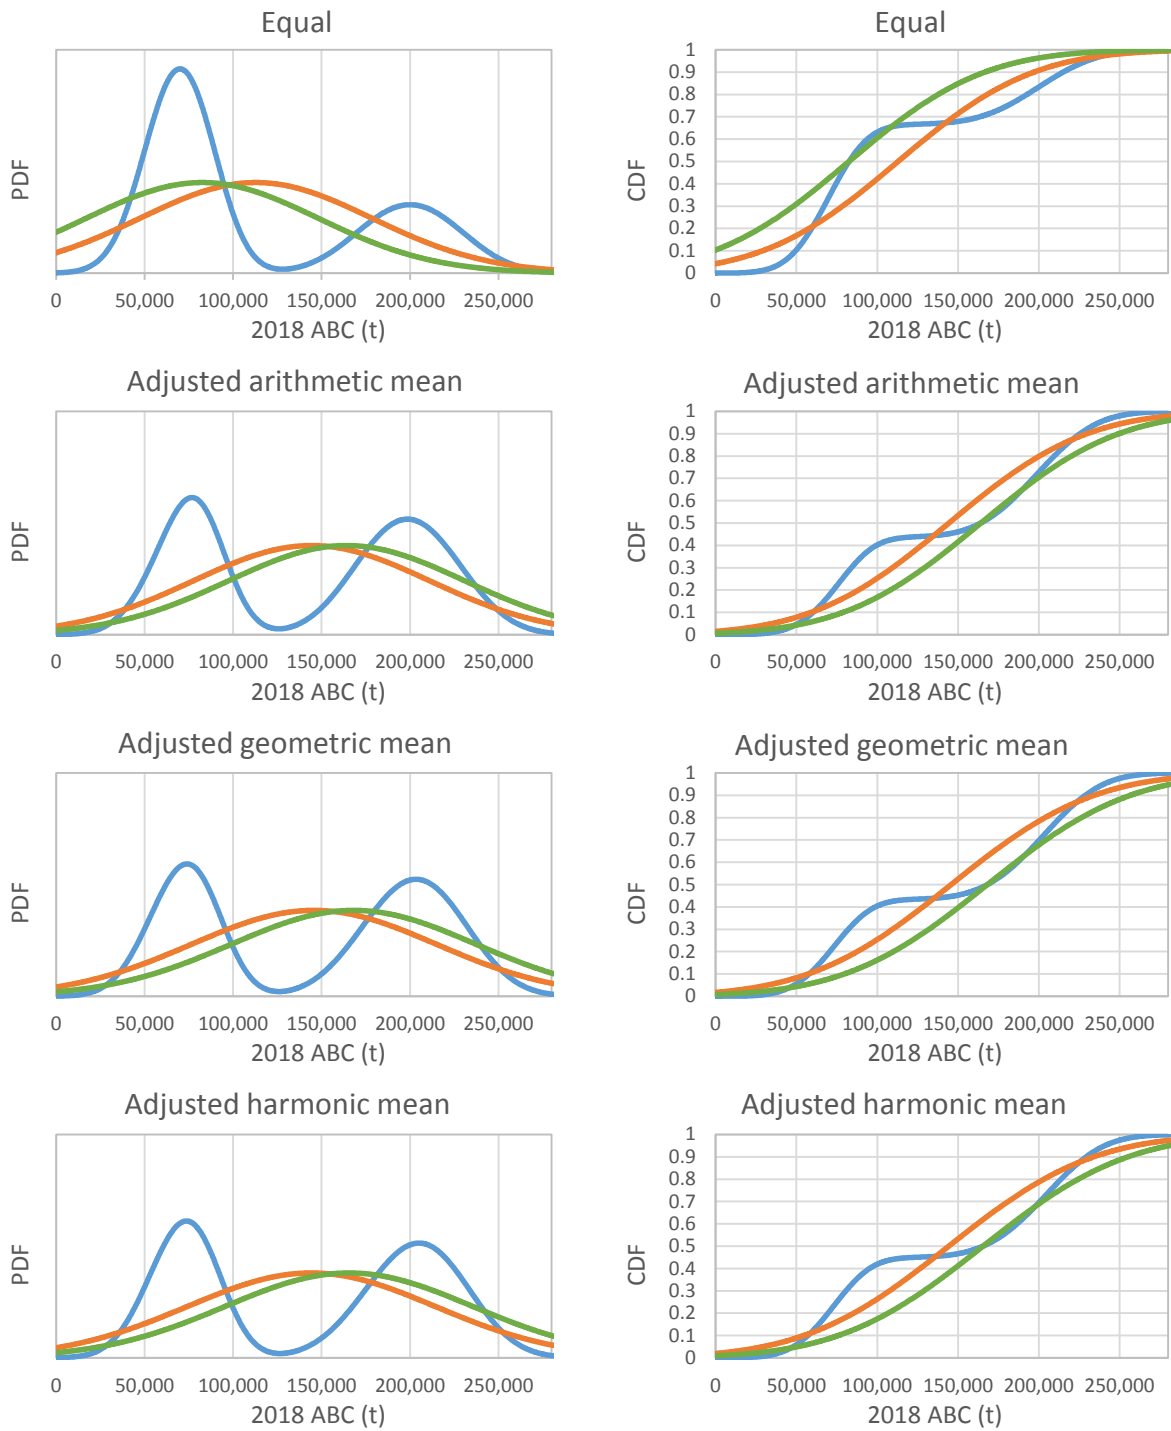 Equal
PDF
0 50,000 100,000 150,000 200,000 250,000
2018 ABC (t)
Equal
1
0.9
0.8
0.7
0.6
0.5
0.4
0.3
0.2
0.1
0
CDF
0 50,000 100,000 150,000 200,000 250,000
2018 ABC (t)
Adjusted arithmetic mean
PDF
0 50,000 100,000 150,000 200,000 250,000
2018 ABC (t)
Adjusted arithmetic mean
1
0.9
0.8
0.7
0.6
0.5
0.4
0.3
0.2
0.1
0
CDF
0 50,000 100,000 150,000 200,000 250,000
2018 ABC (t)
Adjusted geometric mean
PDF
0 50,000 100,000 150,000 200,000 250,000
2018 ABC (t)
Adjusted geometric mean
1
0.9
0.8
0.7
0.6
0.5
0.4
0.3
0.2
0.1
0
CDF
0 50,000 100,000 150,000 200,000 250,000
2018 ABC (t)
Adjusted harmonic mean
PDF
0 50,000 100,000 150,000 200,000 250,000
2018 ABC (t)
Adjusted harmonic mean
1
0.9
0.8
0.7
0.6
0.5
0.4
0.3
0.2
0.1
0
CDF
0 50,000 100,000 150,000 200,000 250,000
2018 ABC (t)